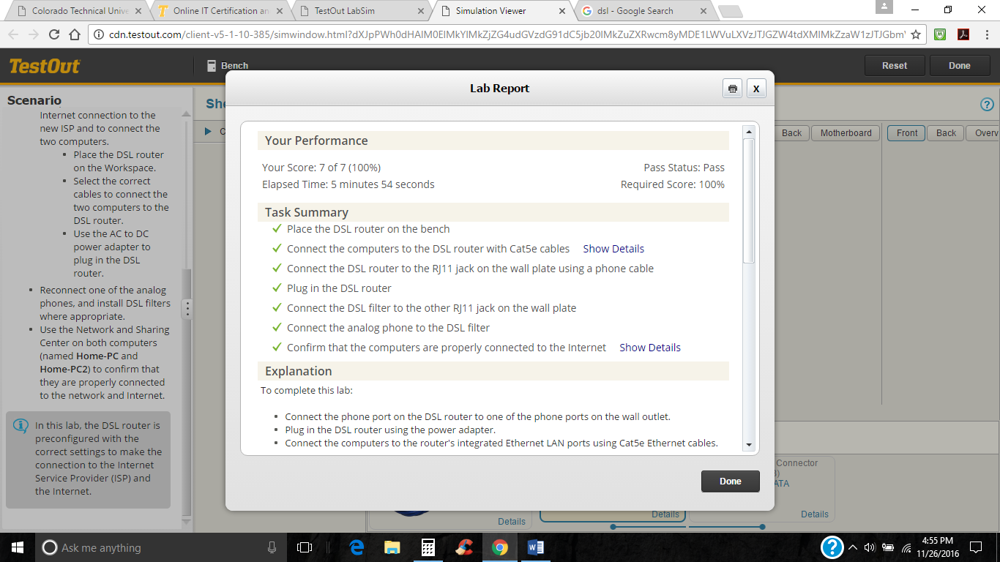 Colorado Technical Unive
Online IT Certification an
TestOut LabSim
Simulation Viewer
dsl - Google Search
cdn.testout.com/client-v5-1-10-385/simwindow.html?
TestOut
Bench
Reset
Done
Scenario
Internet connection to the
new ISP and to connect the
two computers.
Place the DSL router
on the Workspace.
Select the correct
cables to connect the
two computers to the
DSL router.
Use the AC to DC
power adapter to
plug in the DSL
router.
Reconnect one of the analog
phones, and install DSL filters
where appropriate.
Use the Network and Sharing
Center on both computers
(named Home-PC and
Home-PC2) to confirm that
they are properly connected
to the network and Internet.
In this lab, the DSL router is
preconfigured with the
correct settings to make the
connection to the Internet
Service Provider (ISP) and
the Internet.
She
C
Back
Motherboard
Front
Back
Overv
Lab Report
X
Your Performance
Your Score: 7 of 7 (100%)
Pass Status: Pass
Elapsed Time: 5 minutes 54 seconds
Required Score: 100%
Task Summary
Place the DSL router on the bench
Connect the computers to the DSL router with Cat5e cables Show Details
Connect the DSL router to the RJ11 jack on the wall plate using a phone cable
Plug in the DSL router
Connect the DSL filter to the other RJ11 jack on the wall plate
Connect the analog phone to the DSL filter
Confirm that the computers are properly connected to the Internet Show Details
Explanation
To complete this lab:
Connect the phone port on the DSL router to one of the phone ports on the wall outlet.
Plug in the DSL router using the power adapter.
Connect the computers to the router's integrated Ethernet LAN ports using Cat5e Ethernet cables.
Done
Connector
ATA
Details
Details
Details
Ask me anything
4:55 PM
11/26/2016